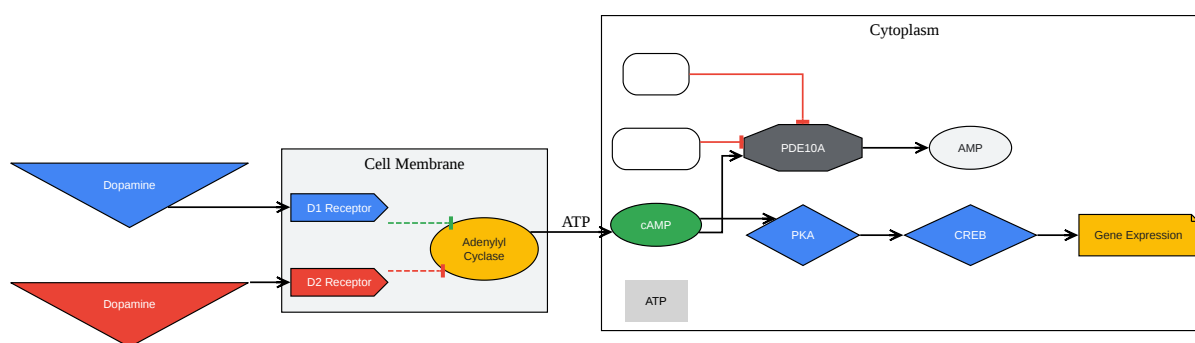 Cytoplasm
PDE10A
AMP
Cell Membrane
Dopamine
D1 Receptor
ATP
cAMP
PKA
CREB
Gene Expression
Adenylyl
Cyclase
D2 Receptor
Dopamine
ATP